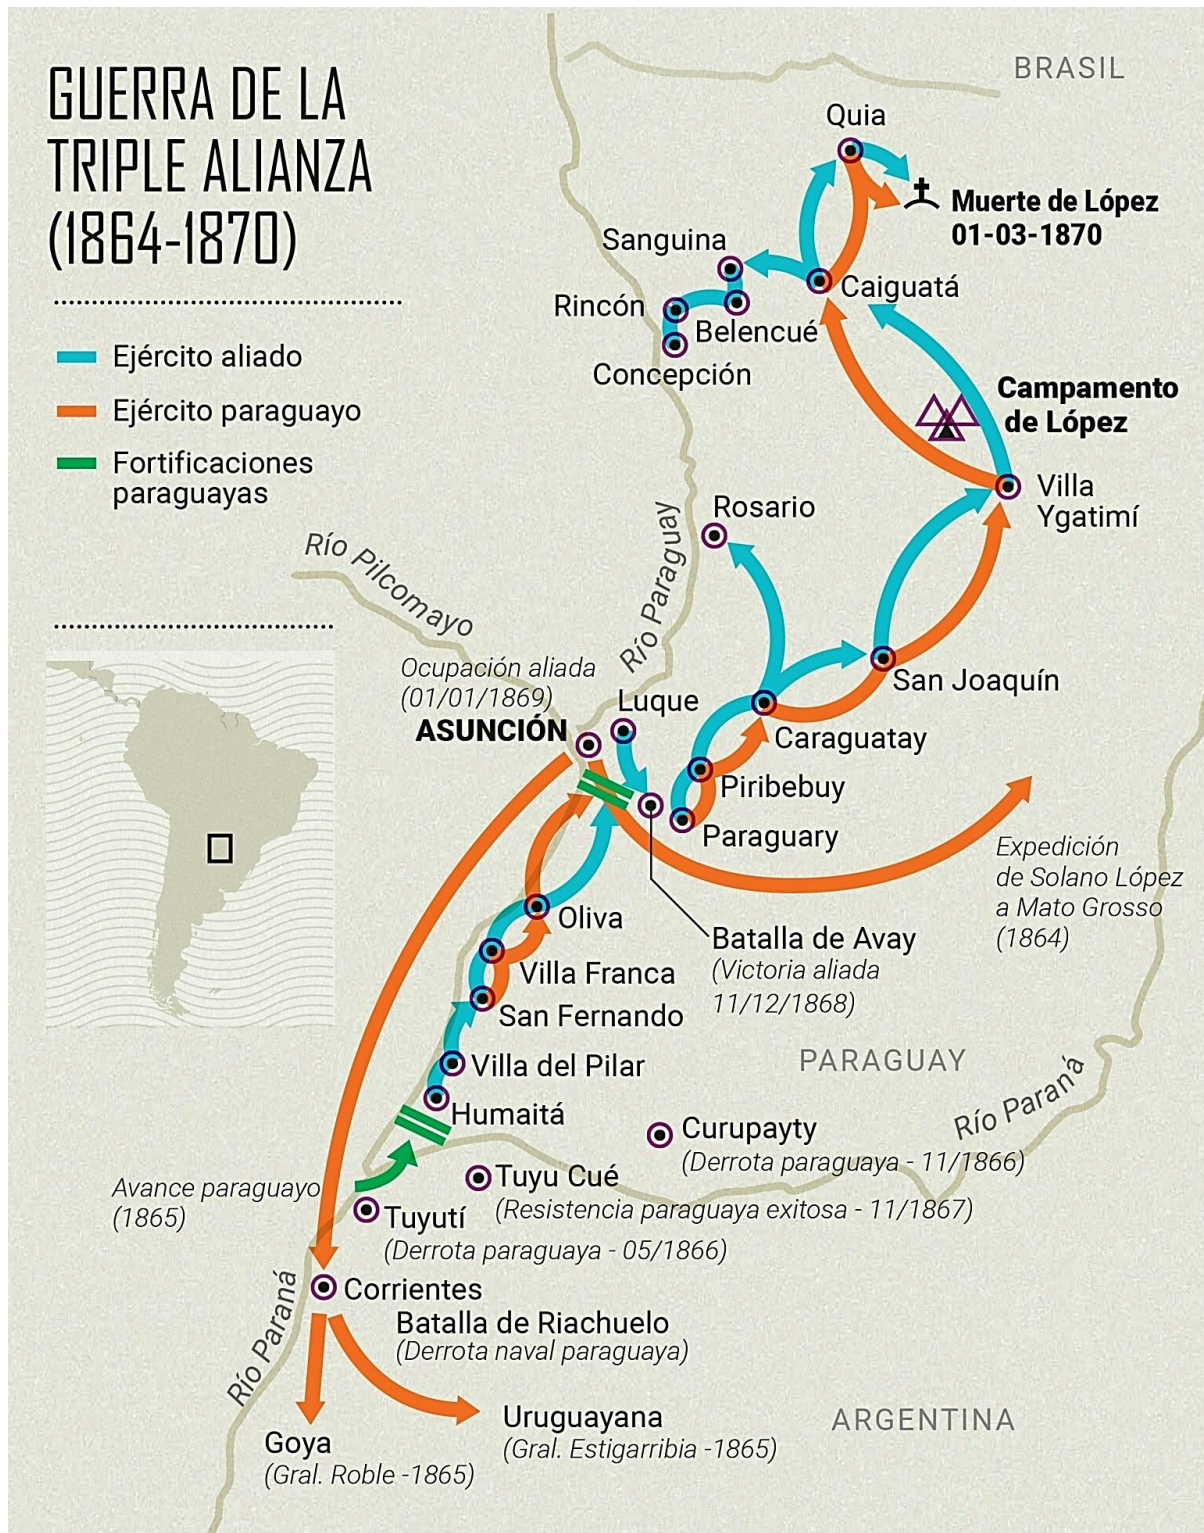 GUERRA DE LA
TRIPLE ALIANZA
(1864-1870)
Ejército aliado
Ejército paraguayo
Fortificaciones
paraguayas
BRASIL
Quia
Muerte de López
01-03-1870
Sanguina
Caiguatá
Rincón
Belencué
Concepción
Campamento
de López
Villa
Ygatimí
Rosario
Río Pilcomayo
Río Paraguay
Ocupación aliada
(01/01/1869)
ASUNCIÓN
Luque
San Joaquín
Caraguatay
Piribebuy
Paraguary
Expedición
de Solano López
a Mato Grosso
(1864)
Oliva
Batalla de Avay
(Victoria aliada
11/12/1868)
Villa Franca
San Fernando
Villa del Pilar
PARAGUAY
Río Paraná
Humaitá
Curupayty
(Derrota paraguaya - 11/1866)
Tuyu Cué
(Resistencia paraguaya exitosa - 11/1867)
Avance paraguayo
(1865)
Tuyutí
(Derrota paraguaya - 05/1866)
Corrientes
Batalla de Riachuelo
(Derrota naval paraguaya)
Río Paraná
Uruguayana
(Gral. Estigarribia -1865)
ARGENTINA
Goya
(Gral. Roble -1865)